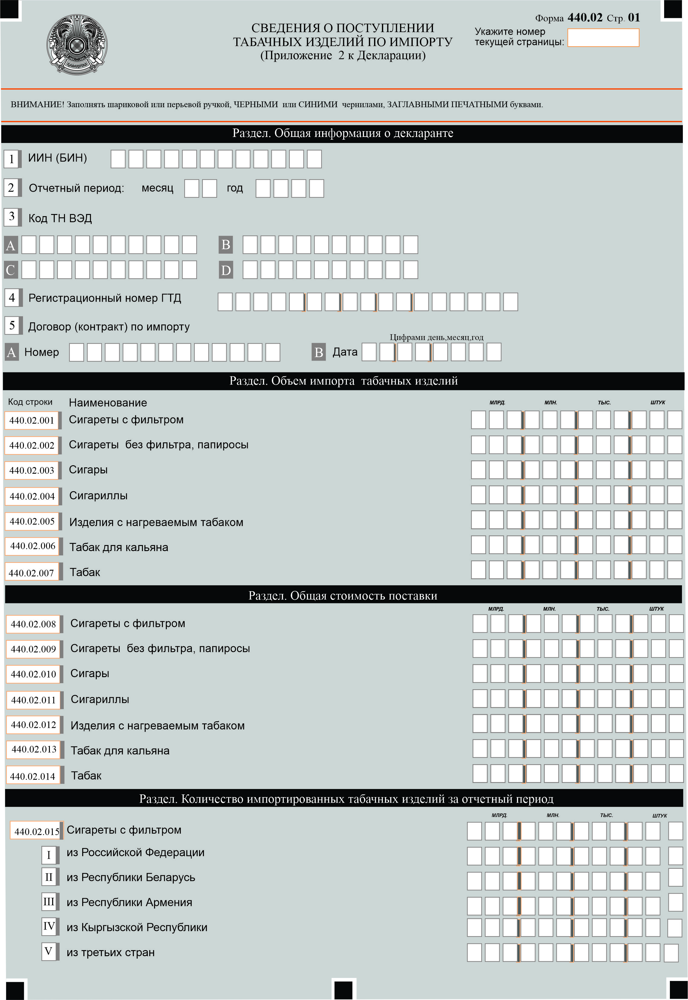 Форма 440.02 Стр. 01
СВЕДЕНИЯ О ПОСТУПЛЕНИИ
ТАБАЧНЫХ ИЗДЕЛИЙ ПО ИМПОРТУ
(Приложение 2 к Декларации)
Укажите номер
текущей страницы:
ҚАЗАҚСТАН
ВНИМАНИЕ! Заполнять шариковой или перьевой ручкой, ЧЕРНЫМИ или СИНИМИ чернилами, ЗАГЛАВНЫМИ ПЕЧАТНЫМИ буквами.
Раздел. Общая информация о декларанте
1 ИИН (БИН)
2 Отчетный период: месяц год
3 Код ТН ВЭД
A B
C D
4 Регистрационный номер ГТД
5 Договор (контракт) по импорту
Цифрами день,месяц,год
A Номер B Дата
Раздел. Объем импорта табачных изделий
Код строки Наименование МЛРД. МЛН. ТЫС. ШТУК
440.02.001 Сигареты с фильтром
440.02.002 Сигареты без фильтра, папиросы
440.02.003 Сигары
440.02.004 Сигариллы
440.02.005 Изделия с нагреваемым табаком
440.02.006 Табак для кальяна
440.02.007 Табак
Раздел. Общая стоимость поставки
МЛРД. МЛН. ТЫС. ШТУК
440.02.008 Сигареты с фильтром
440.02.009 Сигареты без фильтра, папиросы
440.02.010 Сигары
440.02.011 Сигариллы
440.02.012 Изделия с нагреваемым табаком
440.02.013 Табак для кальяна
440.02.014 Табак
Раздел. Количество импортированных табачных изделий за отчетный период
МЛРД. МЛН. ТЫС. ШТУК
440.02.015 Сигареты с фильтром
I из Российской Федерации
II из Республики Беларусь
III из Республики Армения
IV из Кыргызской Республики
V из третьих стран